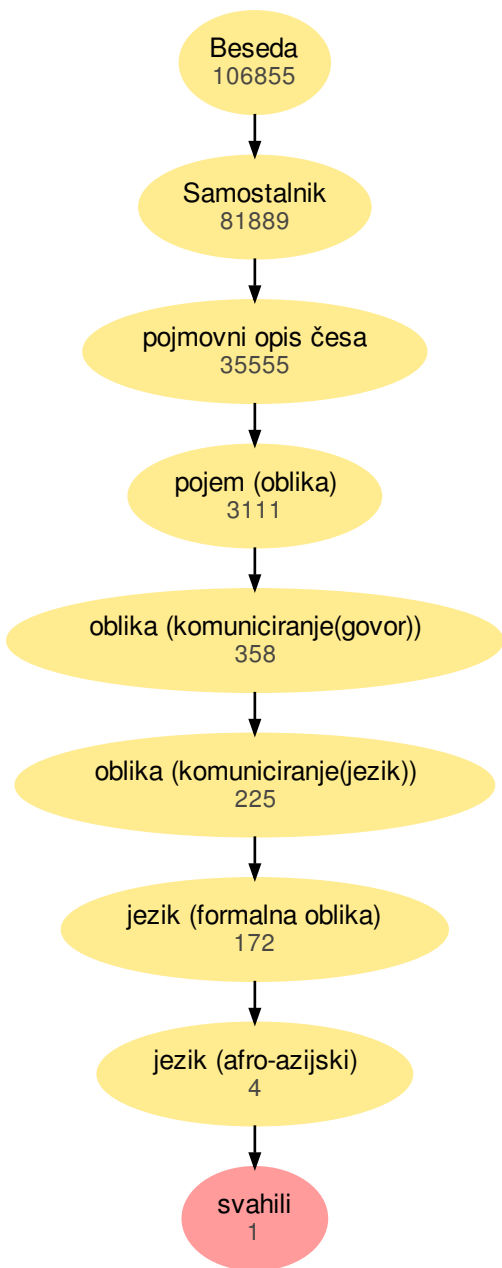 Beseda
106855
Samostalnik
81889
pojmovni opis česa
35555
pojem (oblika)
3111
oblika (komuniciranje(govor))
358
oblika (komuniciranje(jezik))
225
jezik (formalna oblika)
172
jezik (afro-azijski)
4
svahili
1